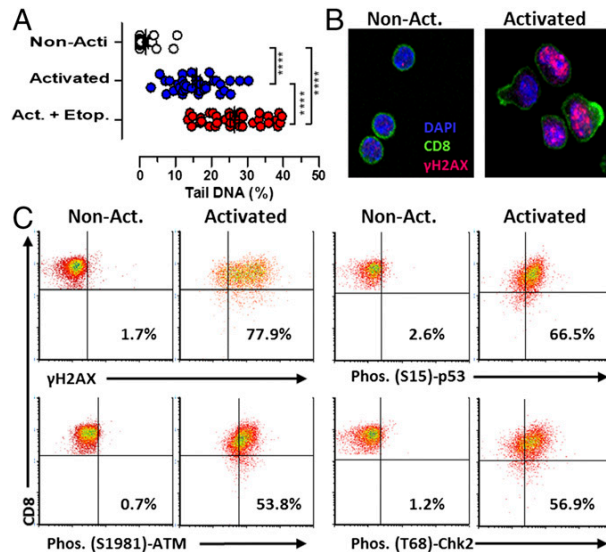 A
Non-Acti
Activated
Act. + Etop.
****
****
****
0 10 20 30 40 50
Tail DNA (%)
B
Non-Act. Activated
DAPI
CD8
γH2AX
C
Non-Act. Activated Non-Act. Activated
1.7% 77.9% 2.6% 66.5%
γH2AX Phos. (S15)-p53
0.7% 53.8% 1.2% 56.9%
CD8
Phos. (S1981)-ATM Phos. (T68)-Chk2